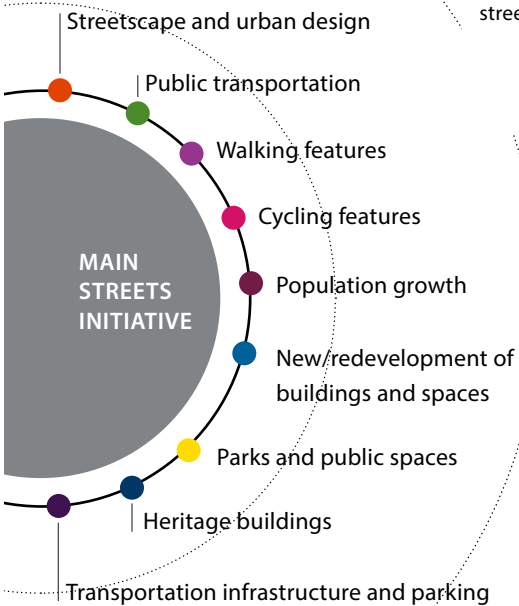 Streetscape and urban design
Public transportation
Walking features
Cycling features
MAIN
STREETS
INITIATIVE
Population growth
New/redevelopment of
buildings and spaces
Parks and public spaces
Heritage buildings
Transportation infrastructure and parking